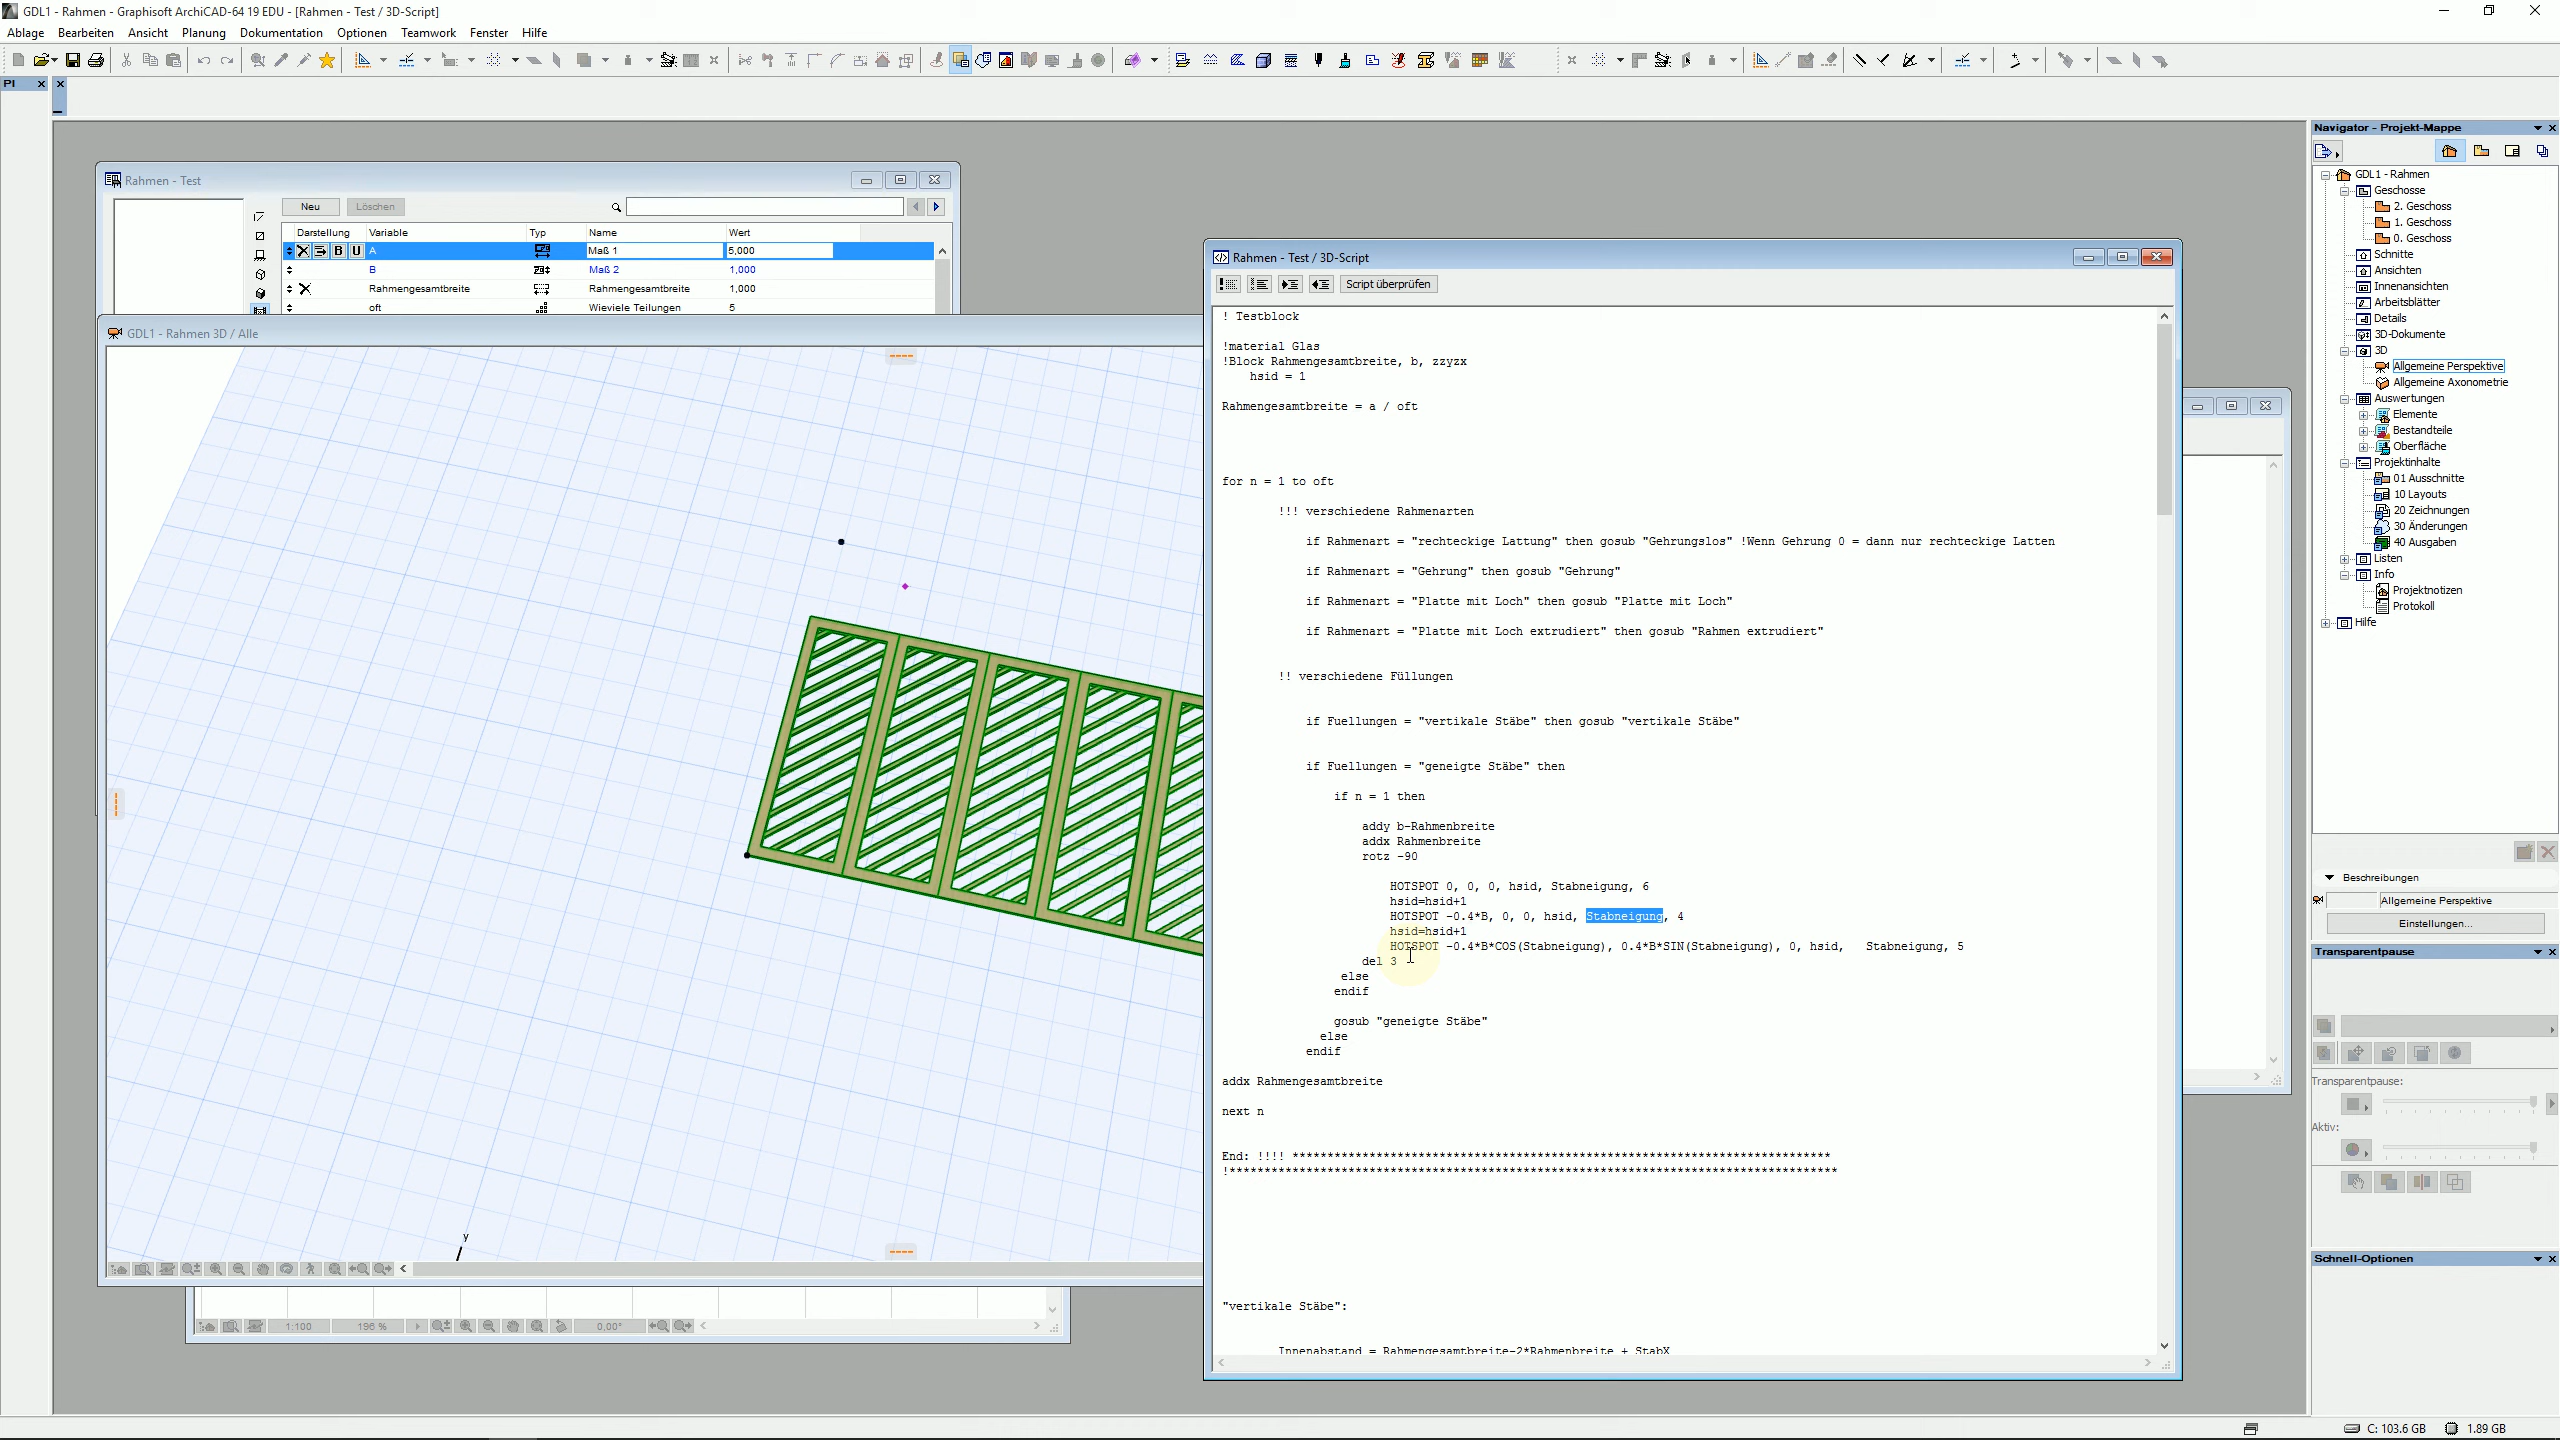 GDL1 - Rahmen - Graphisoft ArchiCAD-64 19 EDU - [Rahmen - Test / 3D-Script]
Ablage Bearbeiten Ansicht Planung Dokumentation Optionen Teamwork Fenster Hilfe
PI
Rahmen - Test
Neu Löschen
Darstellung Variable Typ Name Wert
B U A Maß 1 5,000
B Maß 2 1,000
Rahmengesamtbreite Rahmengesamtbreite 1,000
oft Wieviele Teilungen 5
GDL1 - Rahmen 3D / Alle
y
1:100 196 % 0.00°
Rahmen - Test / 3D-Script
Script überprüfen
! Testblock
!material Glas
!Block Rahmengesamtbreite, b, zzyzx
hsid = 1
Rahmengesamtbreite = a / oft
for n = 1 to oft
!!! verschiedene Rahmenarten
if Rahmenart = "rechteckige Lattung" then gosub "Gehrungslos" !Wenn Gehrung 0 = dann nur rechteckige Latten
if Rahmenart = "Gehrung" then gosub "Gehrung"
if Rahmenart = "Platte mit Loch" then gosub "Platte mit Loch"
if Rahmenart = "Platte mit Loch extrudiert" then gosub "Rahmen extrudiert"
!! verschiedene Füllungen
if Fuellungen = "vertikale Stäbe" then gosub "vertikale Stäbe"
if Fuellungen = "geneigte Stäbe" then
if n = 1 then
addy b-Rahmenbreite
addx Rahmenbreite
rotz -90
HOTSPOT 0, 0, 0, hsid, Stabneigung, 6
hsid=hsid+1
HOTSPOT -0.4*B, 0, 0, hsid, Stabneigung, 4
hsid=hsid+1
HOTSPOT -0.4*B*COS(Stabneigung), 0.4*B*SIN(Stabneigung), 0, hsid, Stabneigung, 5
del 3
else
endif
gosub "geneigte Stäbe"
else
endif
addx Rahmengesamtbreite
next n
End: !!!! *****************************************************************************
!***************************************************************************************
"vertikale Stäbe":
Innenabstand = Rahmengesamtbreite-2*Rahmenbreite + StabX
Navigator - Projekt-Mappe
GDL1 - Rahmen
Geschosse
2. Geschoss
1. Geschoss
0. Geschoss
Schnitte
Ansichten
Innenansichten
Arbeitsblätter
Details
3D-Dokumente
3D
Allgemeine Perspektive
Allgemeine Axonometrie
Auswertungen
Elemente
Bestandteile
Oberfläche
Projektinhalte
01 Ausschnitte
10 Layouts
20 Zeichnungen
30 Änderungen
40 Ausgaben
Listen
Info
Projektnotizen
Protokoll
Hilfe
Beschreibungen
Allgemeine Perspektive
Einstellungen...
Transparentpause
Transparentpause:
Aktiv:
Schnell-Optionen
C: 103.6 GB 1.89 GB